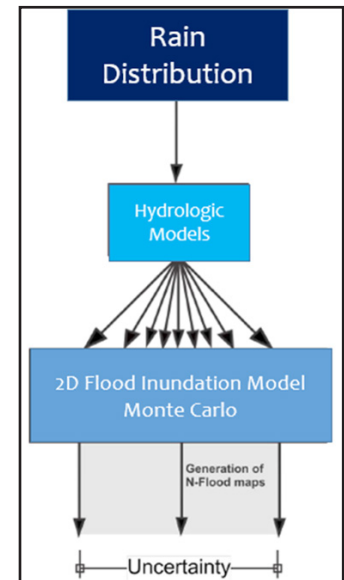 Rain
Distribution
Hydrologic
Models
2D Flood Inundation Model
Monte Carlo
Generation of
N-Flood maps
Uncertainty